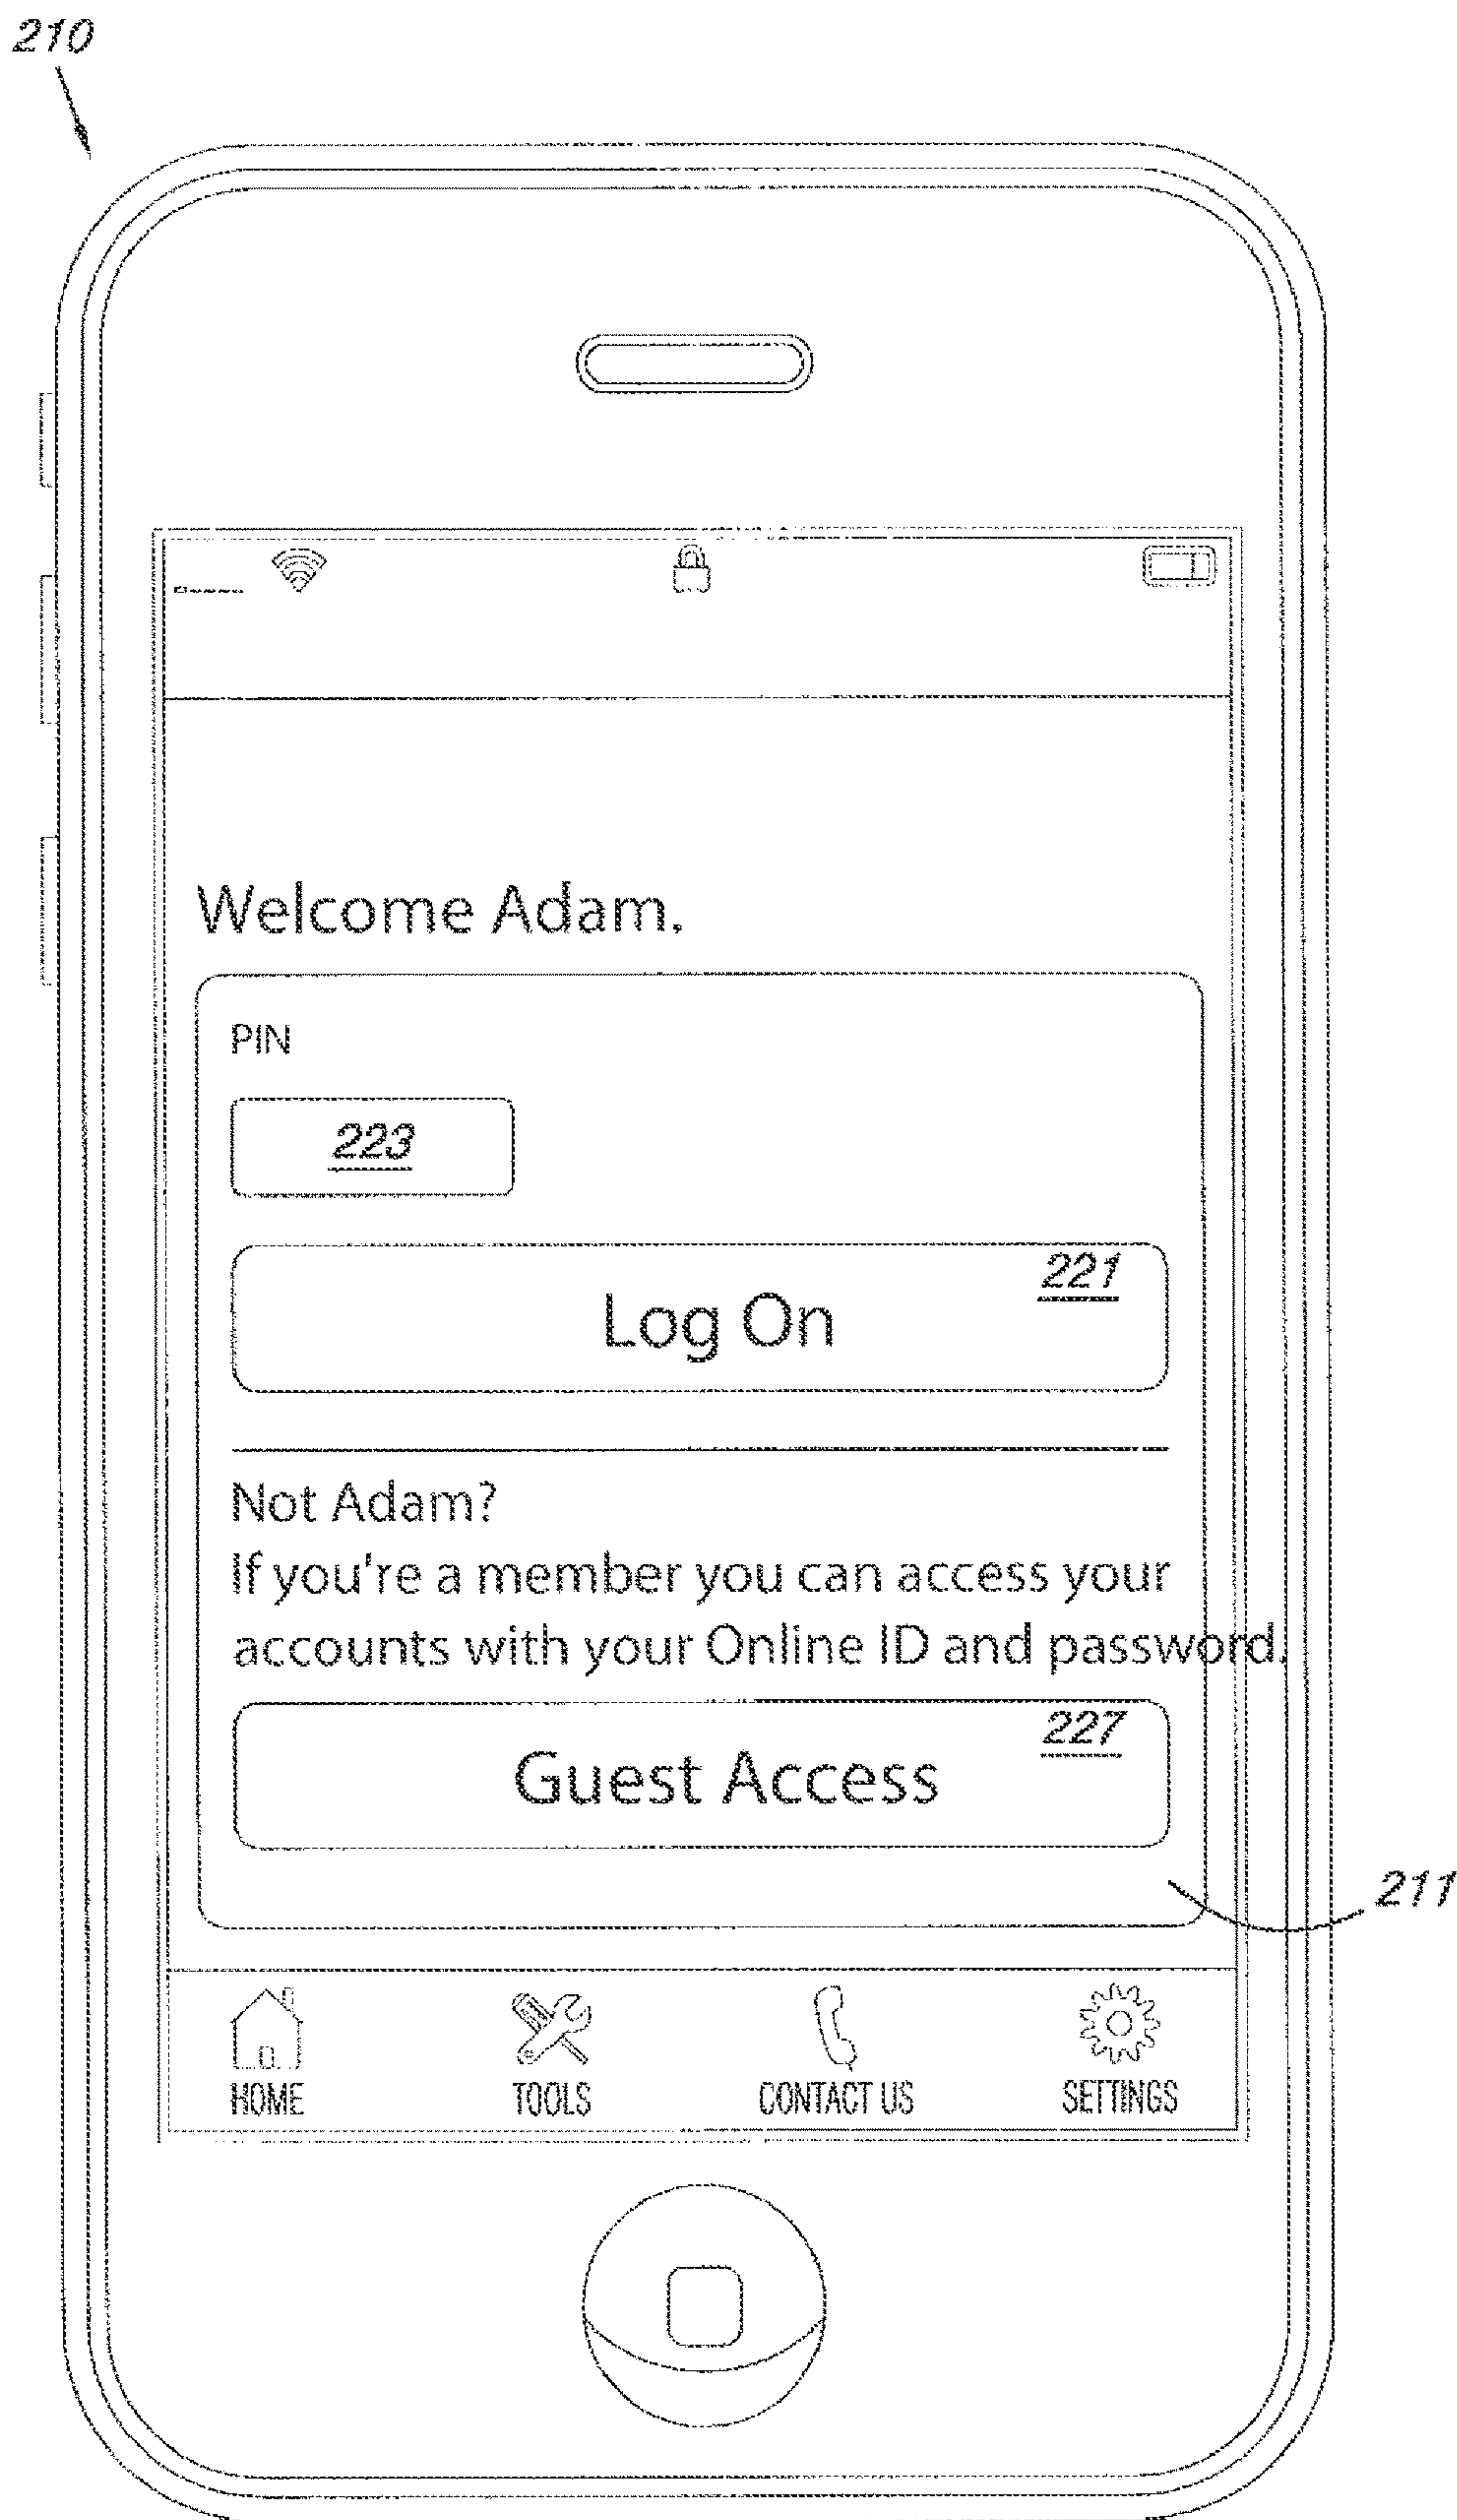 210
Welcome Adam.
PIN
223
221
Log On
Not Adam?
If you're a member you can access your
accounts with your Online ID and password.
227
Guest Access
211
HOME TOOLS CONTACT US SETTINGS